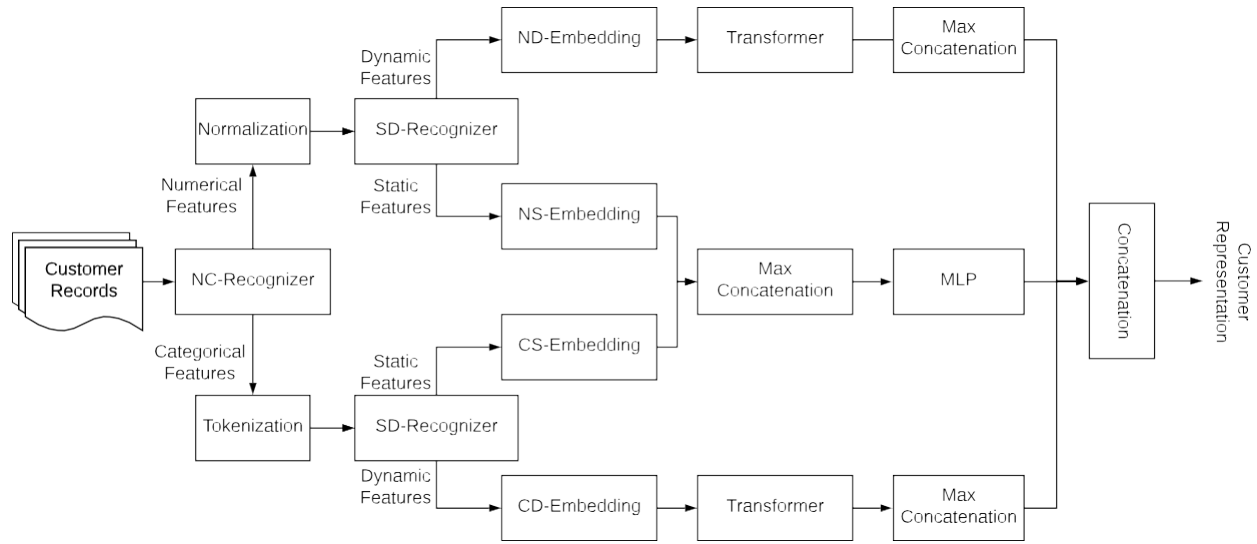 ND-Embedding
Transformer
Max
Concatenation
Dynamic
Features
Normalization
SD-Recognizer
Numerical
Features
Static
Features
NS-Embedding
Customer
Records
NC-Recognizer
Max
Concatenation
MLP
Concatenation
Customer
Representation
Categorical
Features
Static
Features
CS-Embedding
Tokenization
SD-Recognizer
Dynamic
Features
CD-Embedding
Transformer
Max
Concatenation